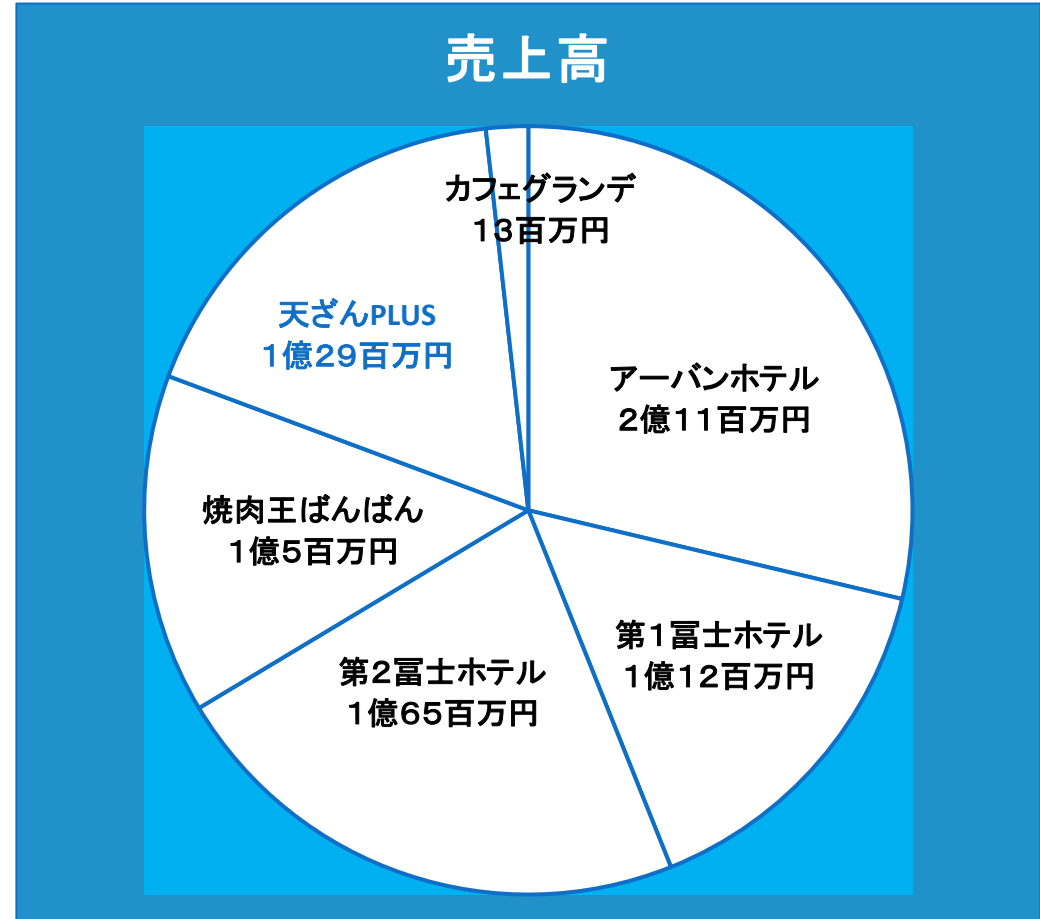 売上高
カフェグランデ
13百万円
アーバンホテル
2億11百万円
第1冨士ホテル
1億12百万円
第2冨士ホテル
1億65百万円
焼肉王ばんばん
1億5百万円
天ざんPLUS
1億29百万円